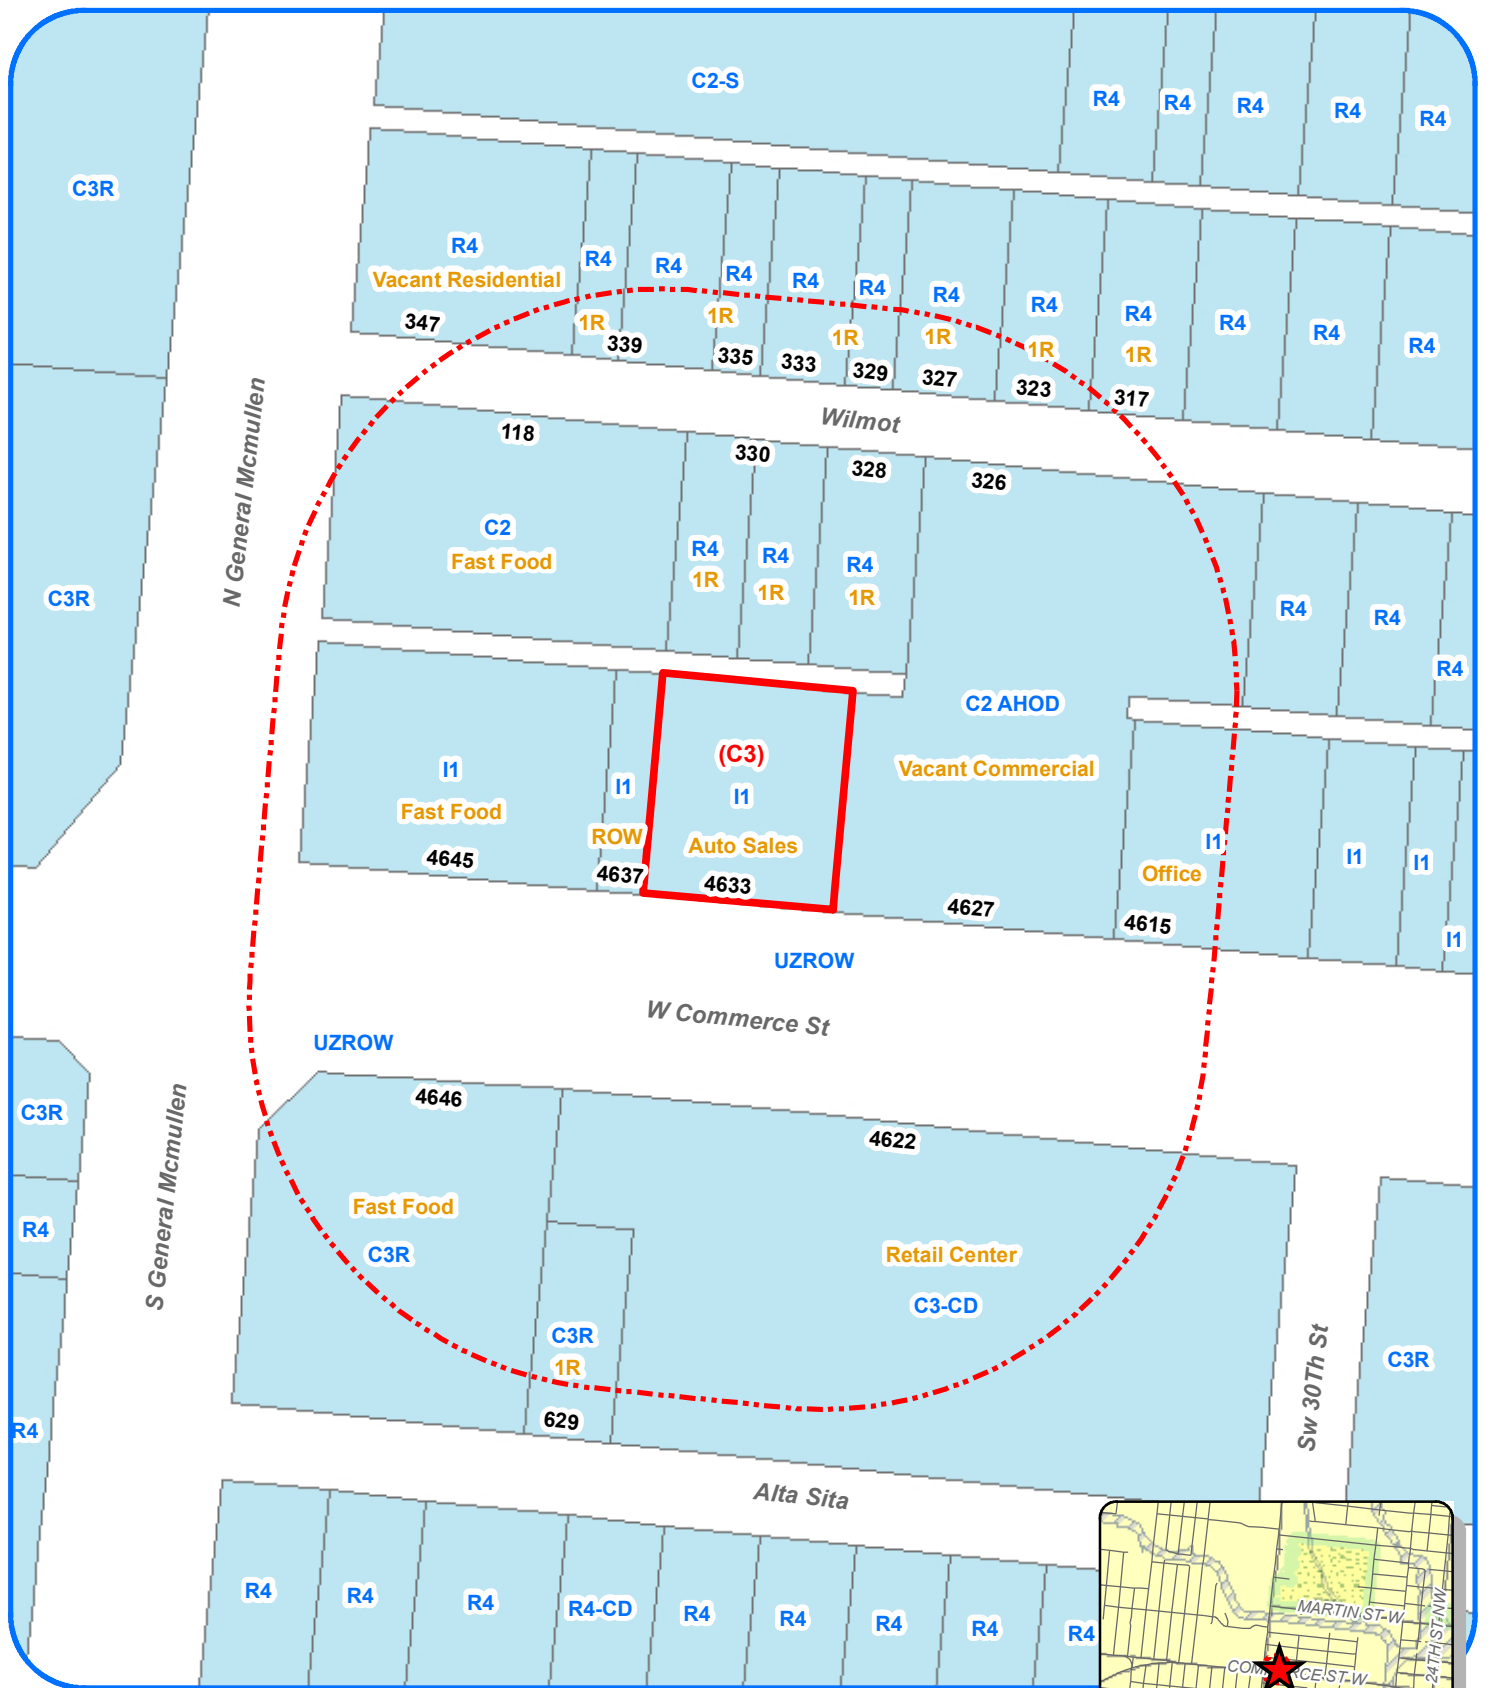 C2-S
R4
R4
R4
R4
R4
C3R
R4
Vacant Residential
347
R4
1R
339
R4
R4
1R
335
R4
333
R4
1R
329
R4
1R
327
R4
1R
323
R4
1R
317
R4
R4
R4
Wilmot
N General Mcmullen
118
C2
Fast Food
330
R4
1R
R4
1R
328
R4
1R
326
C2 AHOD
Vacant Commercial
4627
R4
R4
R4
C3R
I1
Fast Food
4645
I1
ROW
4637
(C3)
I1
Auto Sales
4633
I1
Office
4615
I1
I1
I1
UZROW
W Commerce St
UZROW
4646
Fast Food
C3R
4622
Retail Center
C3-CD
C3R
1R
629
C3R
R4
R4
S General Mcmullen
Sw 30Th St
C3R
Alta Sita
R4
R4
R4
R4-CD
R4
R4
R4
R4
R4
MARTIN ST W
24TH ST NW
COMMERCE ST W